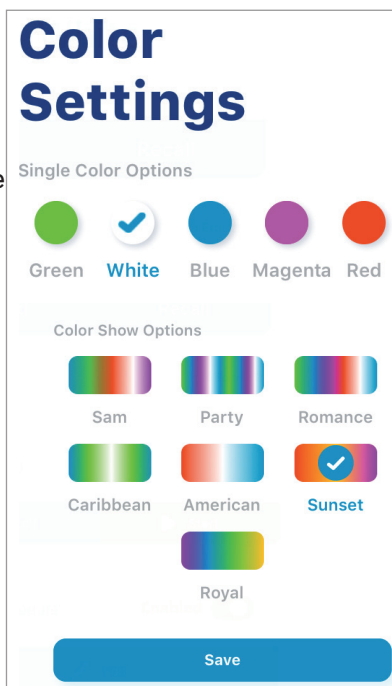 Color
Settings
e
Single Color Options
Green White Blue Magenta Red
Color Show Options
Sam Party Romance
Caribbean American Sunset
Royal
Save